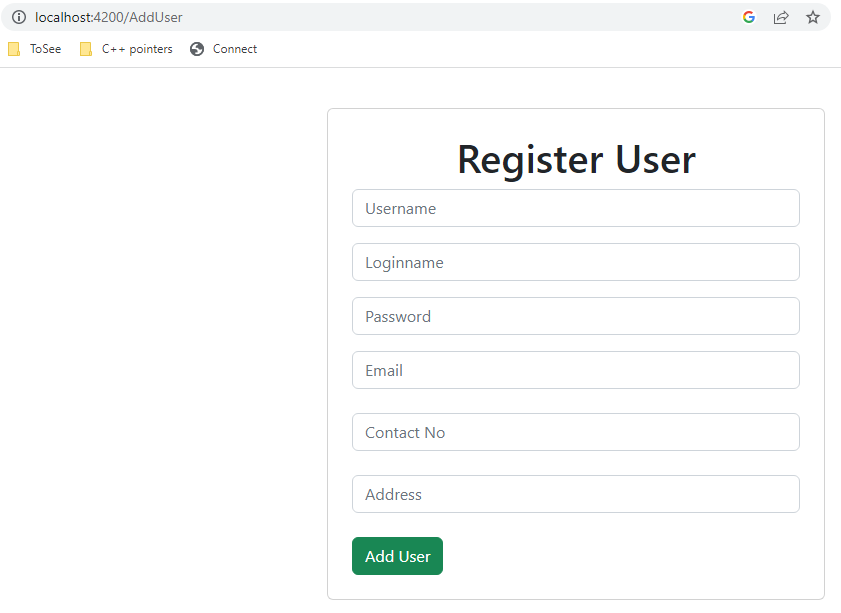 localhost:4200/AddUser
ToSee C++ pointers Connect
Register User
Username
Loginname
Password
Email
Contact No
Address
Add User